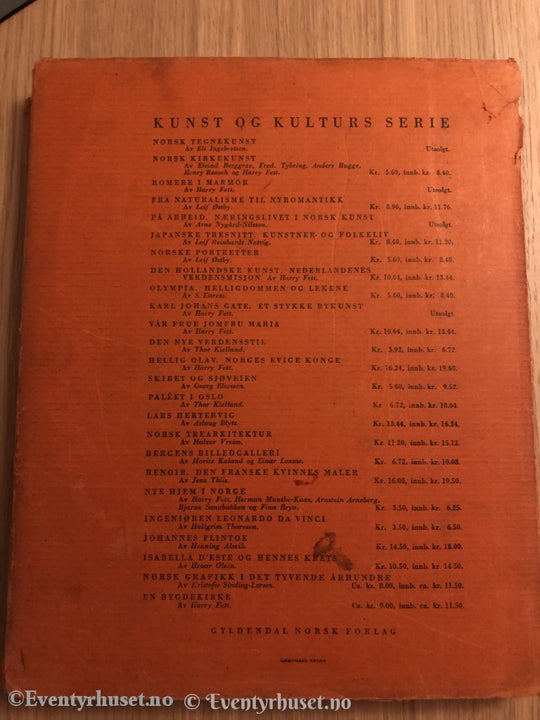 KUNST OG KULTURS SERIE
NORSK TEGNEKUNST
Av Eli Ingebretsen. Utsolgt.
NORSK KIRKEKUNST
Av Eivind Berggrav, Fred. Tybring, Anders Bugge,
Henry Røsoch og Harry Fett. Kr. 5.60, innb. kr. 8.40.
ROMERE I MARMOR
Av Harry Fett. Utsolgt.
FRA NATURALISME TIL NYROMANTIKK
Av Leif Østby. Kr. 8.96, innb. kr. 11.76.
PÅ ARBEID. NÆRINGSLIVET I NORSK KUNST
Av Arne Nygård-Nilssen. Utsolgt.
JAPANSKE TRESNITT. KUNSTNER- OG FOLKELIV
Av Leif Reinhardt Natvig. Kr. 8.40, innb. kr. 11.20.
NORSKE PORTRETTER
Av Leif Østby. Kr. 5.60, innb. kr. 8.40.
DEN HOLLANDSKE KUNST. NEDERLANDENES
VERDENSMISJON Av Harry Fett. Kr. 10.64, innb. kr. 13.44.
OLYMPIA. HELLIGDOMMEN OG LEKENE
Av S. Eitrem. Kr. 5.60, innb. kr. 8.40.
KARL JOHANS GATE. ET STYKKE BYKUNST
Av Harry Fett. Utsolgt.
VÅR FRUE JOMFRU MARIA
Av Harry Fett. Kr. 10.64, innb. kr. 13.44.
DEN NYE VERDENSSTIL
Av Thor Kielland. Kr. 3.92, innb. kr. 6.72.
HELLIG OLAV. NORGES EVIGE KONGE
Av Harry Fett. Kr. 16.24, innb. kr. 19.60.
SKIBET OG SJØVEIEN
Av Georg Eliassen. Kr. 5.60, innb. kr. 9.52.
PALÉET I OSLO
Av Thor Kielland. Kr. 6.72, innb. kr. 10.64.
LARS HERTERVIG
Av Aslaug Blytt. Kr. 13.44, innb. kr. 16.24.
NORSK TREARKITEKTUR
Av Halvor Vreim. Kr. 11.20, innb. kr. 15.12.
BERGENS BILLEDGALLERI
Av Moritz Kaland og Einar Lexow. Kr. 6.72, innb. kr. 10.68.
RENOIR. DEN FRANSKE KVINNES MALER
Av Jens Thiis. Kr. 16.08, innb. kr. 19.50.
NYE HJEM I NORGE
Av Harry Fett, Herman Munthe-Kaas, Arnstein Arneberg,
Bjarne Sandbakken og Finn Bryn. Kr. 3.50, innb. kr. 6.25.
INGENIØREN LEONARDO DA VINCI
Av Hallgrim Thoresen. Kr. 3.50, innb. kr. 6.50.
JOHANNES FLINTOE
Av Henning Alsvik. Kr. 14.58, innb. kr. 18.00.
ISABELLA D'ESTE OG HENNES KRETS
Av Hroar Olsen. Kr. 10.50, innb. kr. 14.50.
NORSK GRAFIKK I DET TYVENDE ÅRHUNDRE
Av Kristofer Sinding-Larsen. Ca. kr. 8.00, innb. ca. kr. 11.50.
EN BYGDEKIRKE
Av Harry Fett. Ca. kr. 9.00, innb. ca. kr. 11.50.
GYLDENDAL NORSK FORLAG
©Eventyrhuset.no © Eventyrhuset.no